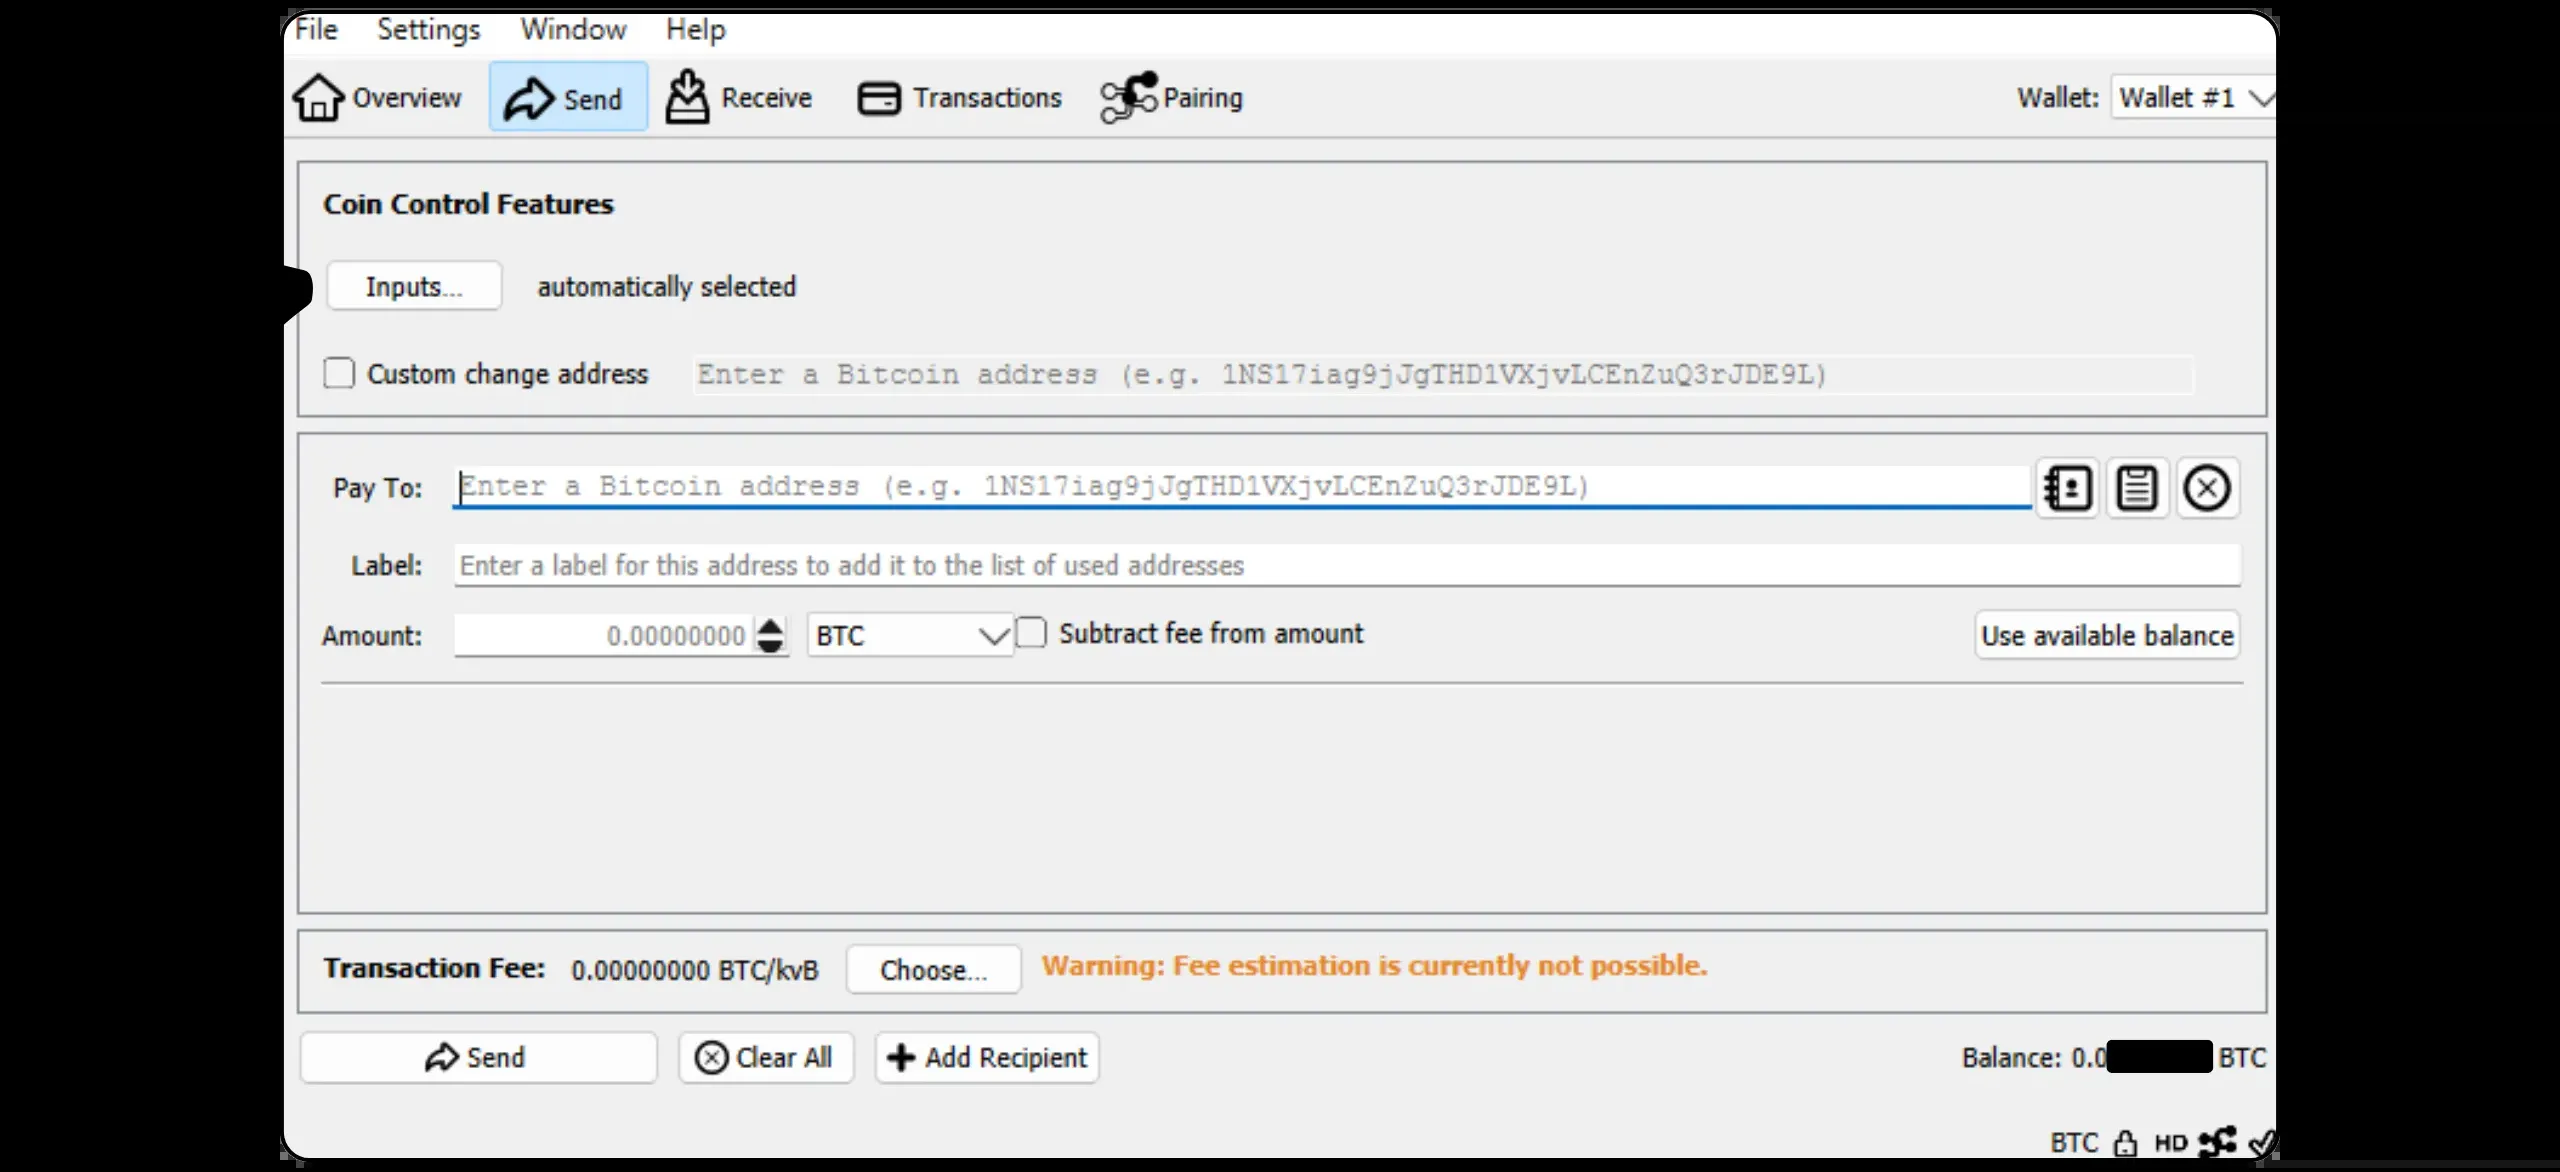 File Settings Window Help
Overview Send Receive Transactions Pairing Wallet: Wallet #1
Coin Control Features
Inputs... automatically selected
Custom change address Enter a Bitcoin address (e.g. 1NS17iag9jJgTHD1VXjvLCEnZuQ3rJDE9L)
Pay To: Enter a Bitcoin address (e.g. 1NS17iag9jJgTHD1VXjvLCEnZuQ3rJDE9L)
Label: Enter a label for this address to add it to the list of used addresses
Amount: 0.00000000 BTC Subtract fee from amount Use available balance
Transaction Fee: 0.00000000 BTC/kvB Choose... Warning: Fee estimation is currently not possible.
Send Clear All Add Recipient Balance: 0.0 BTC
BTC HD